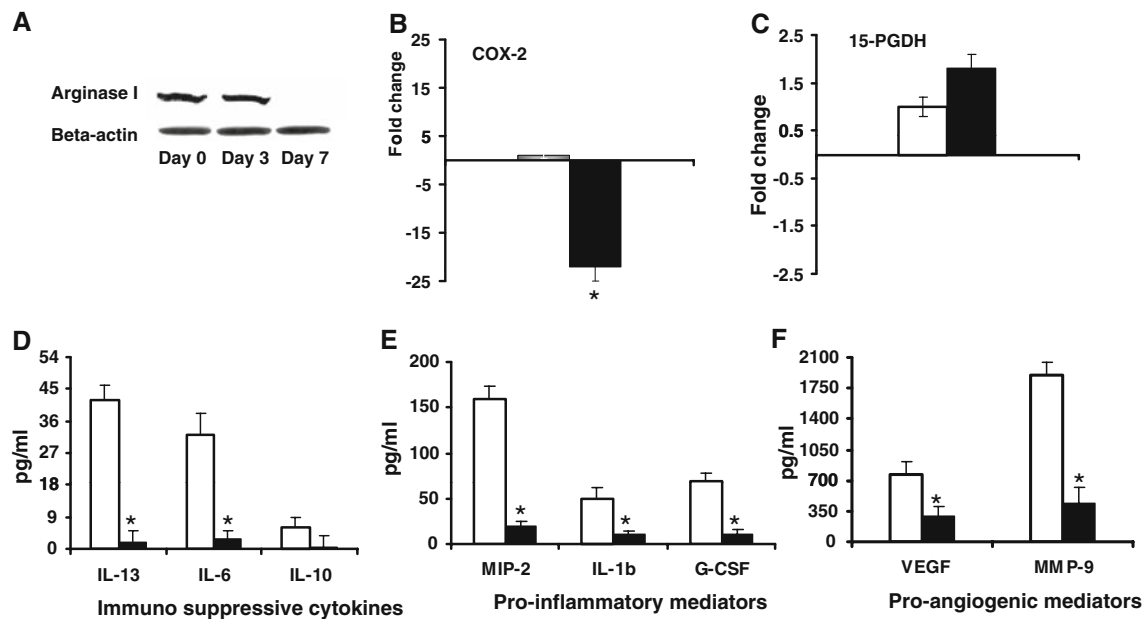 A
Arginase I
Beta-actin
Day 0 Day 3 Day 7
B
COX-2
Fold change
25
15
5
-5
-15
-25
*
C
15-PGDH
Fold change
2.5
1.5
0.5
-0.5
-1.5
-2.5
D
pg/ml
54
45
36
27
18
9
0
* *
IL-13 IL-6 IL-10
Immuno suppressive cytokines
E
pg/ml
200
150
100
50
0
* * *
MIP-2 IL-1b G-CSF
Pro-inflammatory mediators
F
pg/ml
2100
1750
1400
1050
700
350
0
* *
VEGF MMP-9
Pro-angiogenic mediators